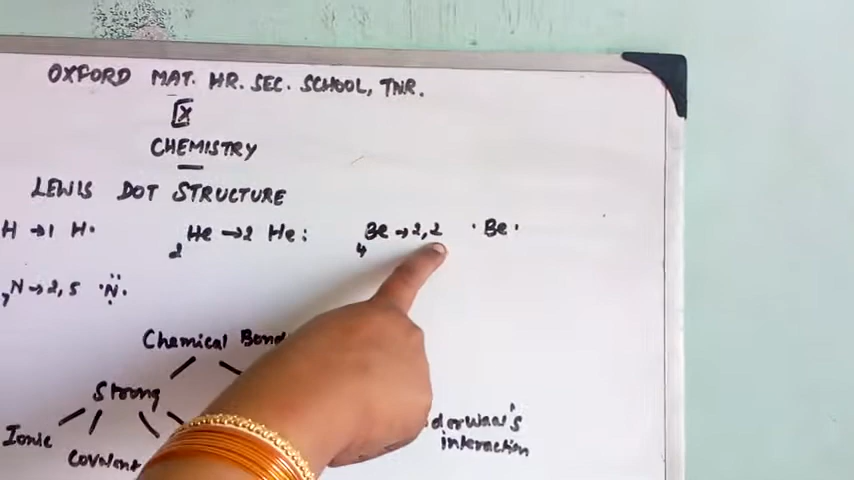 OXFORD MAT. HR. SEC. SCHOOL, TNR.
IX
CHEMISTRY
LEWIS DOT STRUCTURE
H →1 H• 2He →2 He: 4Be →2,2 •Be•
7N →2,5 •N̈•
Chemical Bond
Strong
Ionic
Covalent
interaction